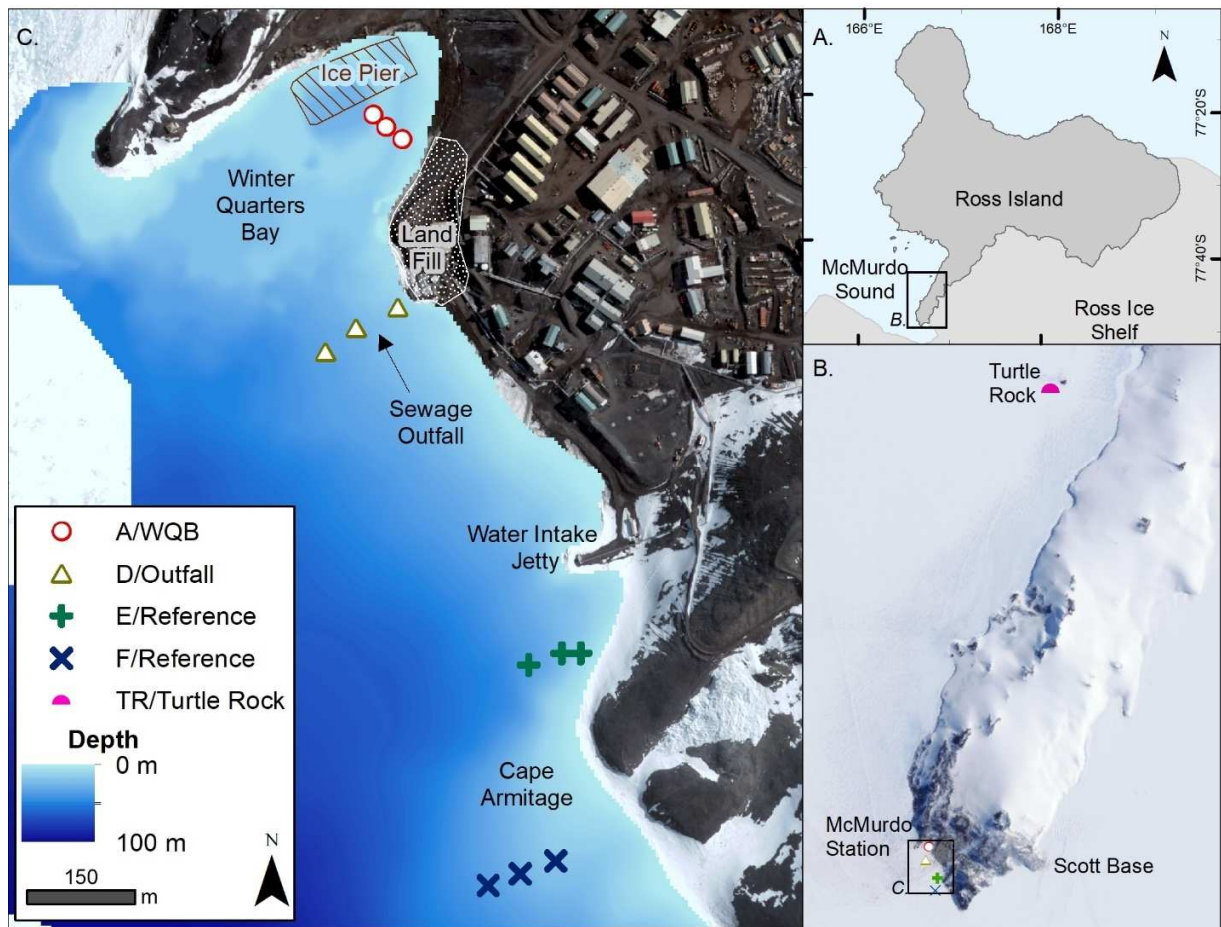 C.
Ice Pier
Winter
Quarters
Bay
Land
Fill
Sewage
Outfall
Water Intake
Jetty
Cape
Armitage
A/WQB
D/Outfall
E/Reference
F/Reference
TR/Turtle Rock
Depth
0 m
100 m
150
m
N
A.
166°E
168°E
N
77°20'S
77°40'S
Ross Island
McMurdo
Sound
B.
Ross Ice
Shelf
B.
Turtle
Rock
McMurdo
Station
C.
Scott Base